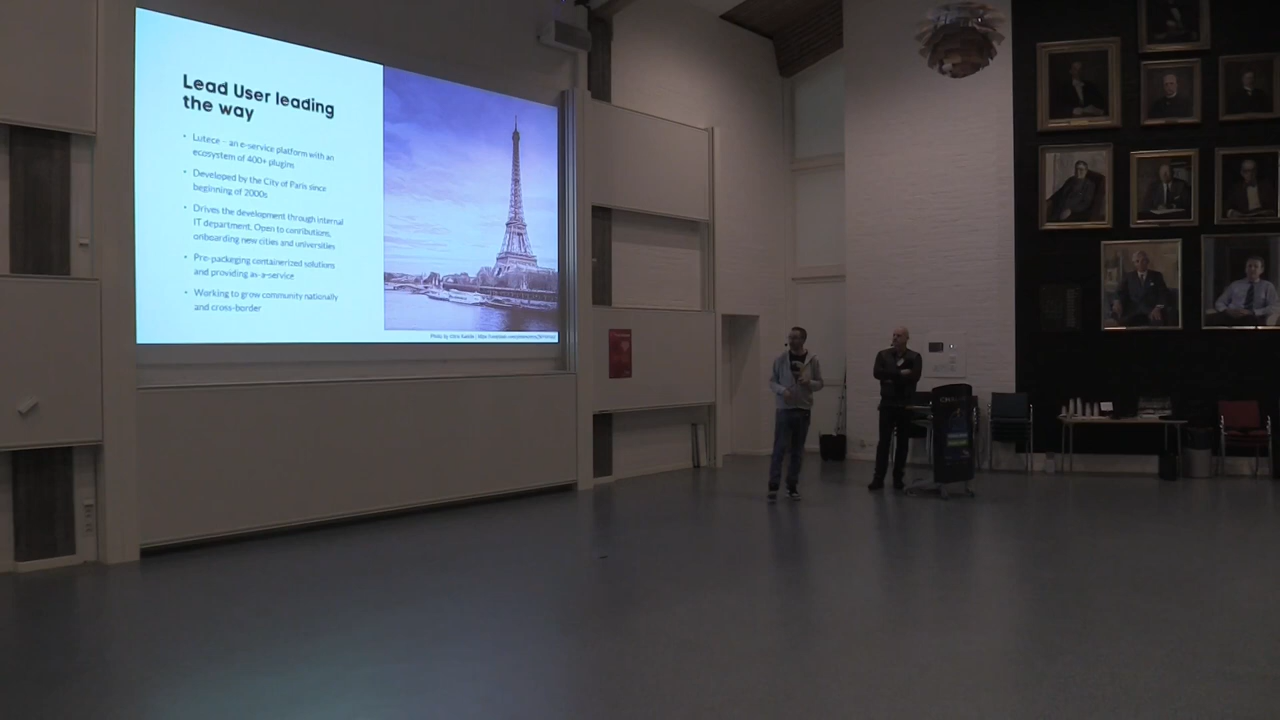 Lead User leading
the way
• Lutece - an e-service platform with an
ecosystem of 400+ plugins
• Developed by the City of Paris since
beginning of 2000s
• Drives the development through internal
IT department. Open to contributions,
onboarding new cities and universities
• Pre-packaging containerized solutions
and providing as-a-service
• Working to grow community nationally
and cross-border
Photo by